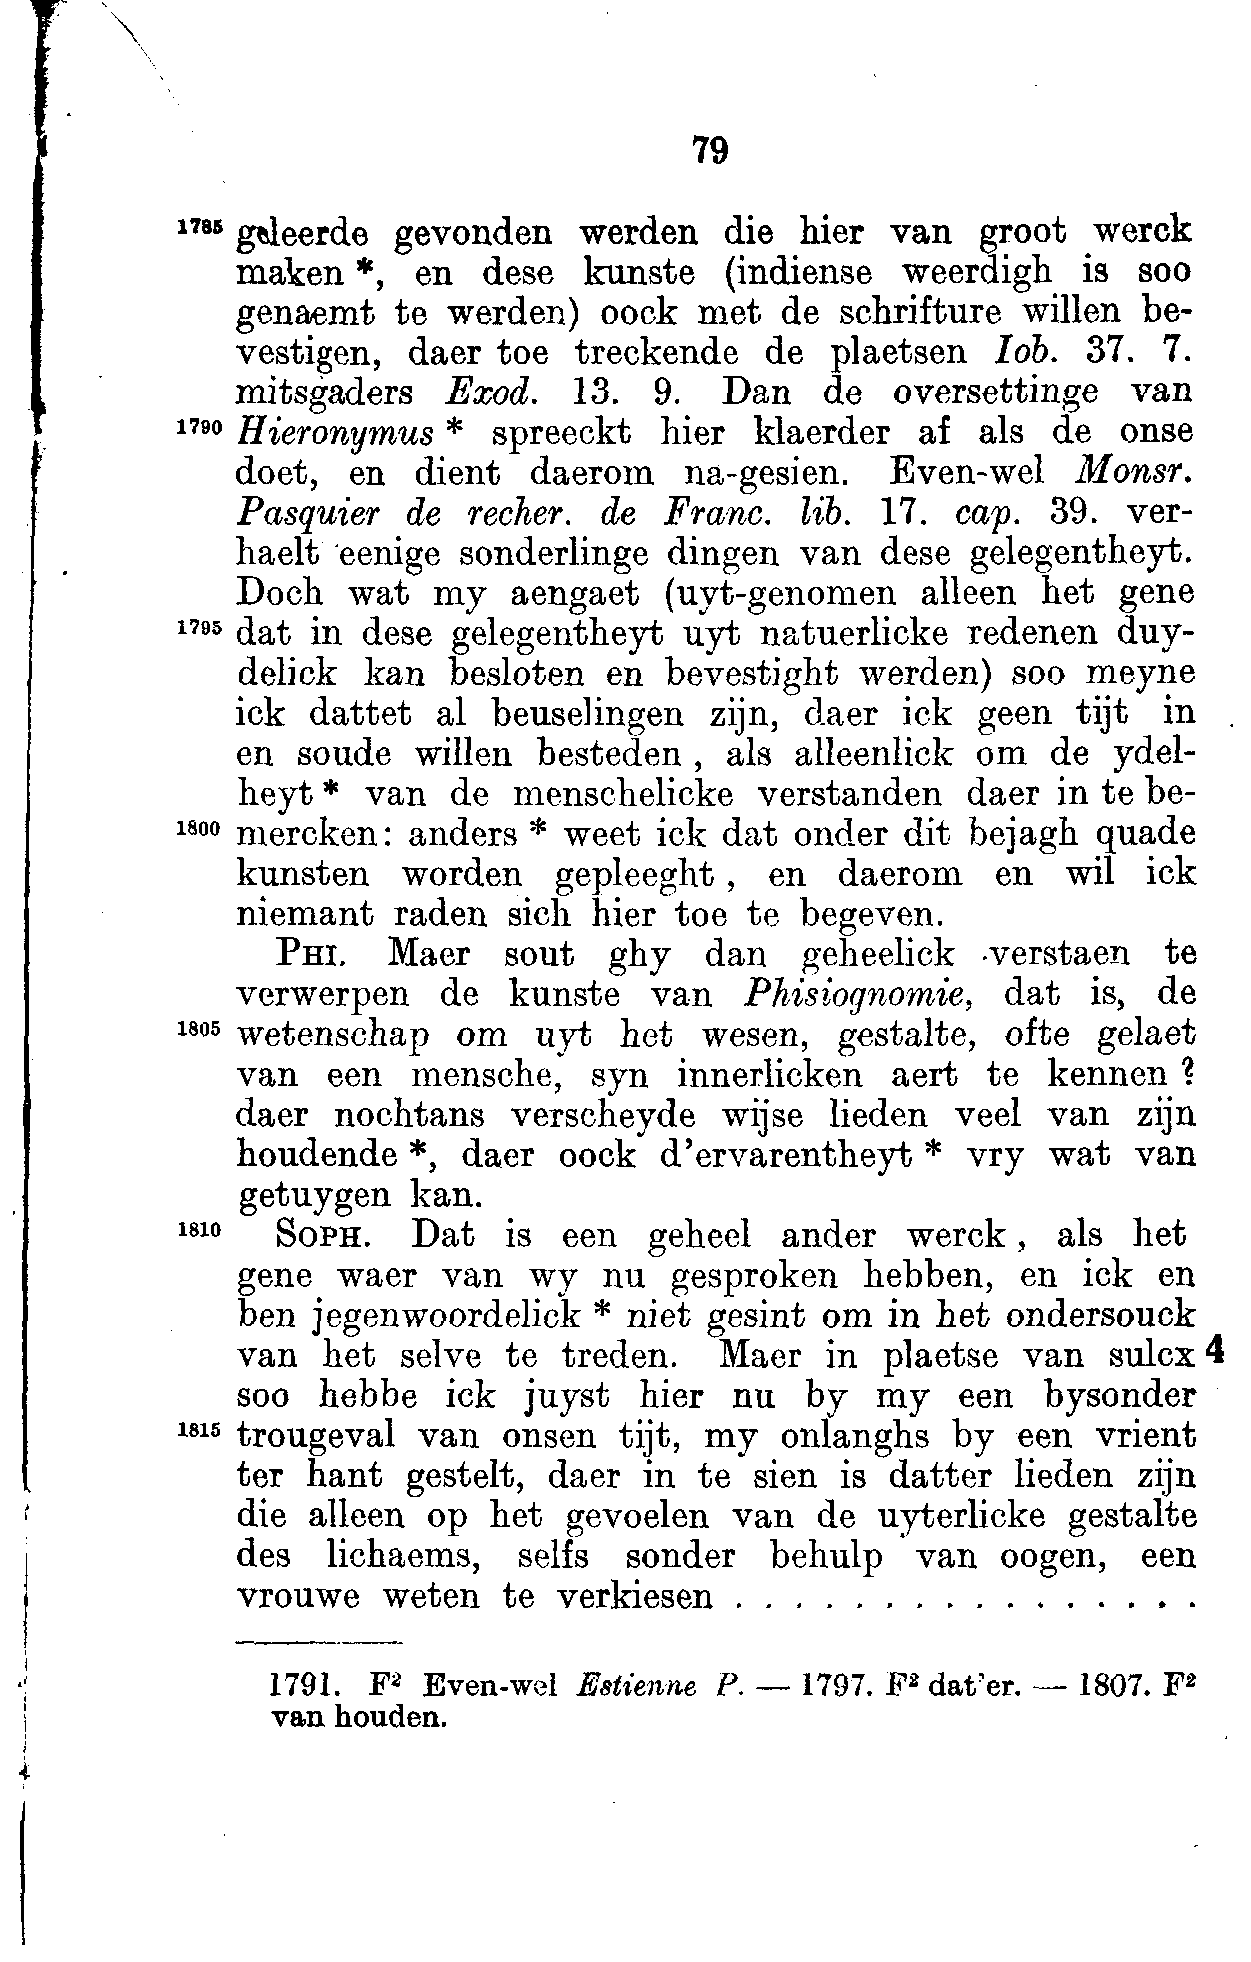 79
1785 geleerde gevonden werden die hier van groot werck
maken *, en dese kunste (indiense weerdigh is soo
genaemt te werden) oock met de schrifture willen be-
vestigen, daer toe treckende de plaetsen Iob. 37. 7.
mitsgaders Exod. 13. 9. Dan de oversettinge van
1790 Hieronymus * spreeckt hier klaerder af als de onse
doet, en dient daerom na-gesien. Even-wel Monsr.
Pasquier de recher. de Franc. lib. 17. cap. 39. ver-
haelt eenige sonderlinge dingen van dese gelegentheyt.
Doch wat my aengaet (uyt-genomen alleen het gene
1795 dat in dese gelegentheyt uyt natuerlicke redenen duy-
delick kan besloten en bevestight werden) soo meyne
ick dattet al beuselingen zijn, daer ick geen tijt in
en soude willen besteden, als alleenlick om de ydel-
heyt * van de menschelicke verstanden daer in te be-
1800 mercken: anders * weet ick dat onder dit bejagh quade
kunsten worden gepleeght, en daerom en wil ick
niemant raden sich hier toe te begeven.
PHI. Maer sout ghy dan geheelick verstaen te
verwerpen de kunste van Phisiognomie, dat is, de
1805 wetenschap om uyt het wesen, gestalte, ofte gelaet
van een mensche, syn innerlicken aert te kennen?
daer nochtans verscheyde wijse lieden veel van zijn
houdende *, daer oock d'ervarentheyt * vry wat van
getuygen kan.
1810 SOPH. Dat is een geheel ander werck, als het
gene waer van wy nu gesproken hebben, en ick en
ben jegenwoordelick * niet gesint om in het ondersouck
van het selve te treden. Maer in plaetse van sulcx 4
soo hebbe ick juyst hier nu by my een bysonder
1815 trougeval van onsen tijt, my onlanghs by een vrient
ter hant gestelt, daer in te sien is datter lieden zijn
die alleen op het gevoelen van de uyterlicke gestalte
des lichaems, selfs sonder behulp van oogen, een
vrouwe weten te verkiesen . . . . . . . . . . . . . . . .
1791. F² Even-wel Estienne P. — 1797. F² dat'er. — 1807. F²
van houden.